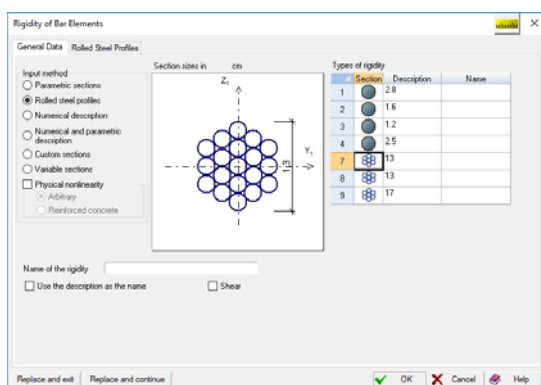 Rigidity of Bar Elements
General Data
Rolled Steel Profiles
Input method
Parametric sections
Rolled steel profiles
Numerical description
Numerical and parametric
description
Custom sections
Variable sections
Physical nonlinearity
Arbitrary
Reinforced concrete
Section sizes in cm
Z₁
Y₁
13
Types of rigidity
Section Description Name
1 2.8
2 1.6
3 1.2
4 2.5
7 13
8 13
9 17
Name of the rigidity
Use the description as the name
Shear
Replace and exit
Replace and continue
OK
Cancel
Help